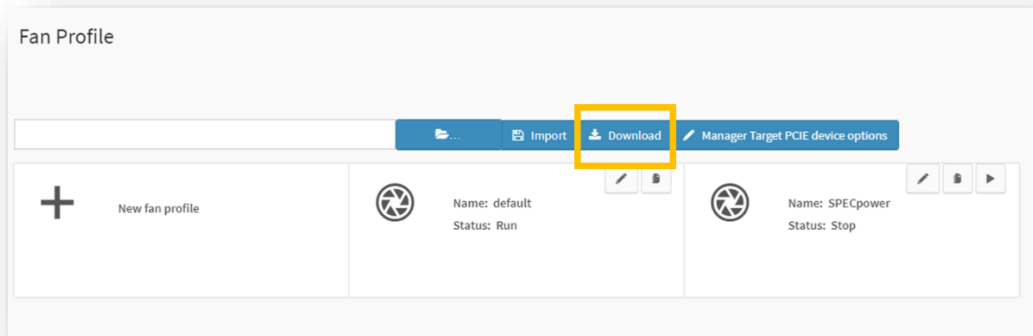 Fan Profile
... Import Download Manager Target PCIE device options
New fan profile
Name: default
Status: Run
Name: SPECpower
Status: Stop